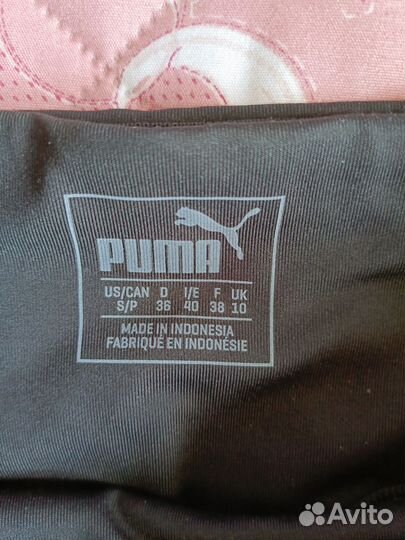 PUMA
US/CAN D I/E F UK
S/P 36 40 38 10
MADE IN INDONESIA
FABRIQUÉ EN INDONÉSIE
Avito